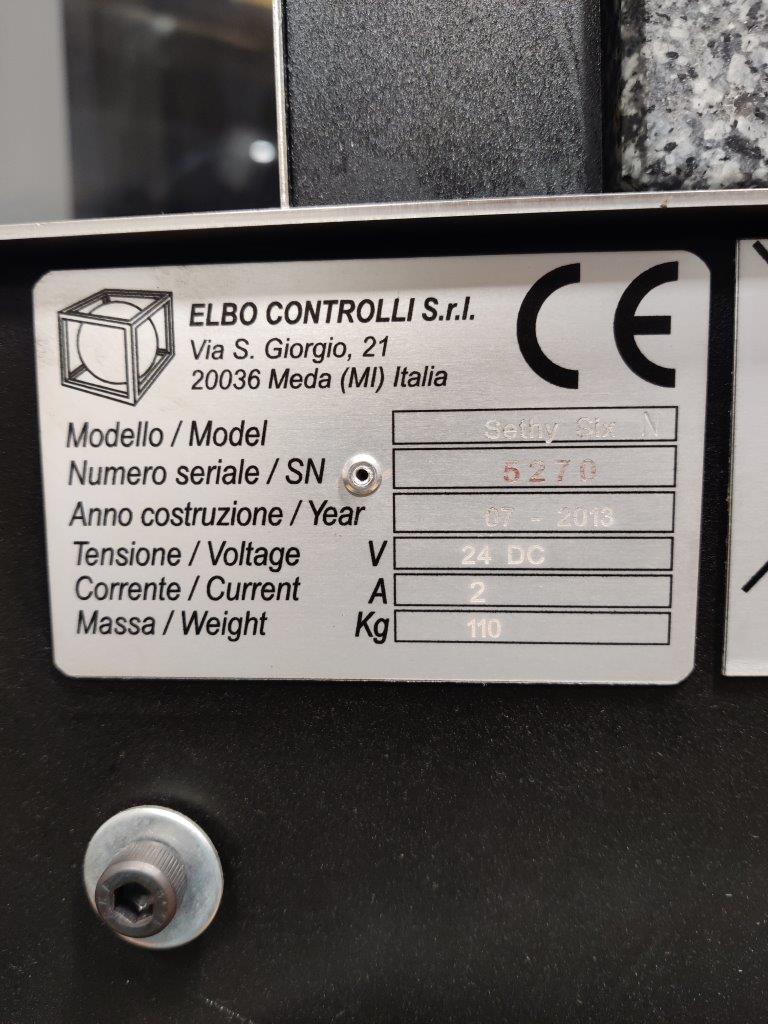 ELBO CONTROLLI S.r.l.
Via S. Giorgio, 21
20036 Meda (MI) Italia
CE
Modello / Model Sethy Six N
Numero seriale / SN 5270
Anno costruzione / Year 07 - 2013
Tensione / Voltage V 24 DC
Corrente / Current A 2
Massa / Weight Kg 110